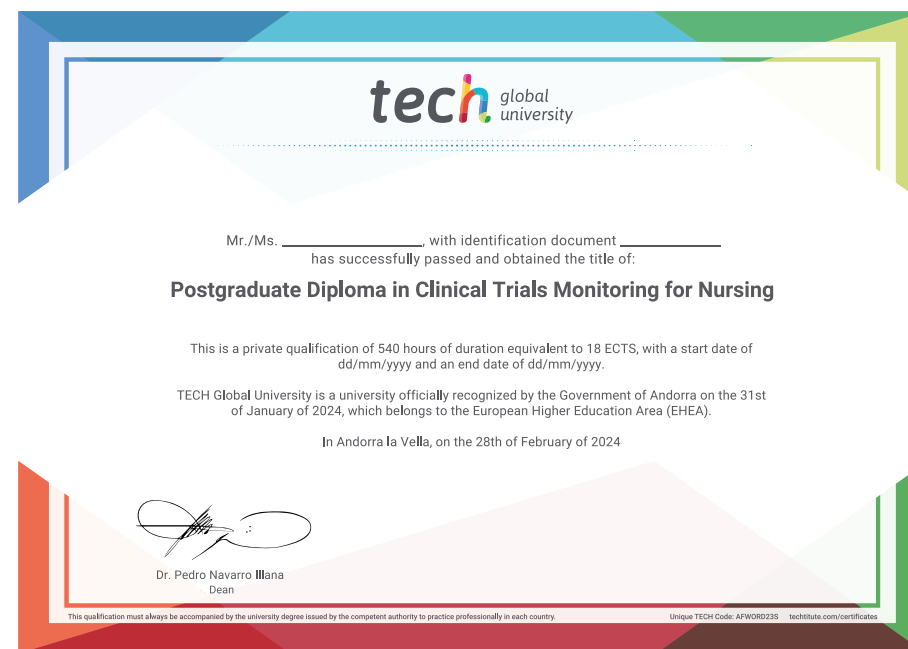 tech global university
Mr./Ms. ____________, with identification document ____________
has successfully passed and obtained the title of:
Postgraduate Diploma in Clinical Trials Monitoring for Nursing
This is a private qualification of 540 hours of duration equivalent to 18 ECTS, with a start date of
dd/mm/yyyy and an end date of dd/mm/yyyy.
TECH Global University is a university officially recognized by the Government of Andorra on the 31st
of January of 2024, which belongs to the European Higher Education Area (EHEA).
In Andorra la Vella, on the 28th of February of 2024
Dr. Pedro Navarro Illana
Dean
This qualification must always be accompanied by the university degree issued by the competent authority to practice professionally in each country.
Unique TECH Code: AFWORD23S techtitute.com/certificates